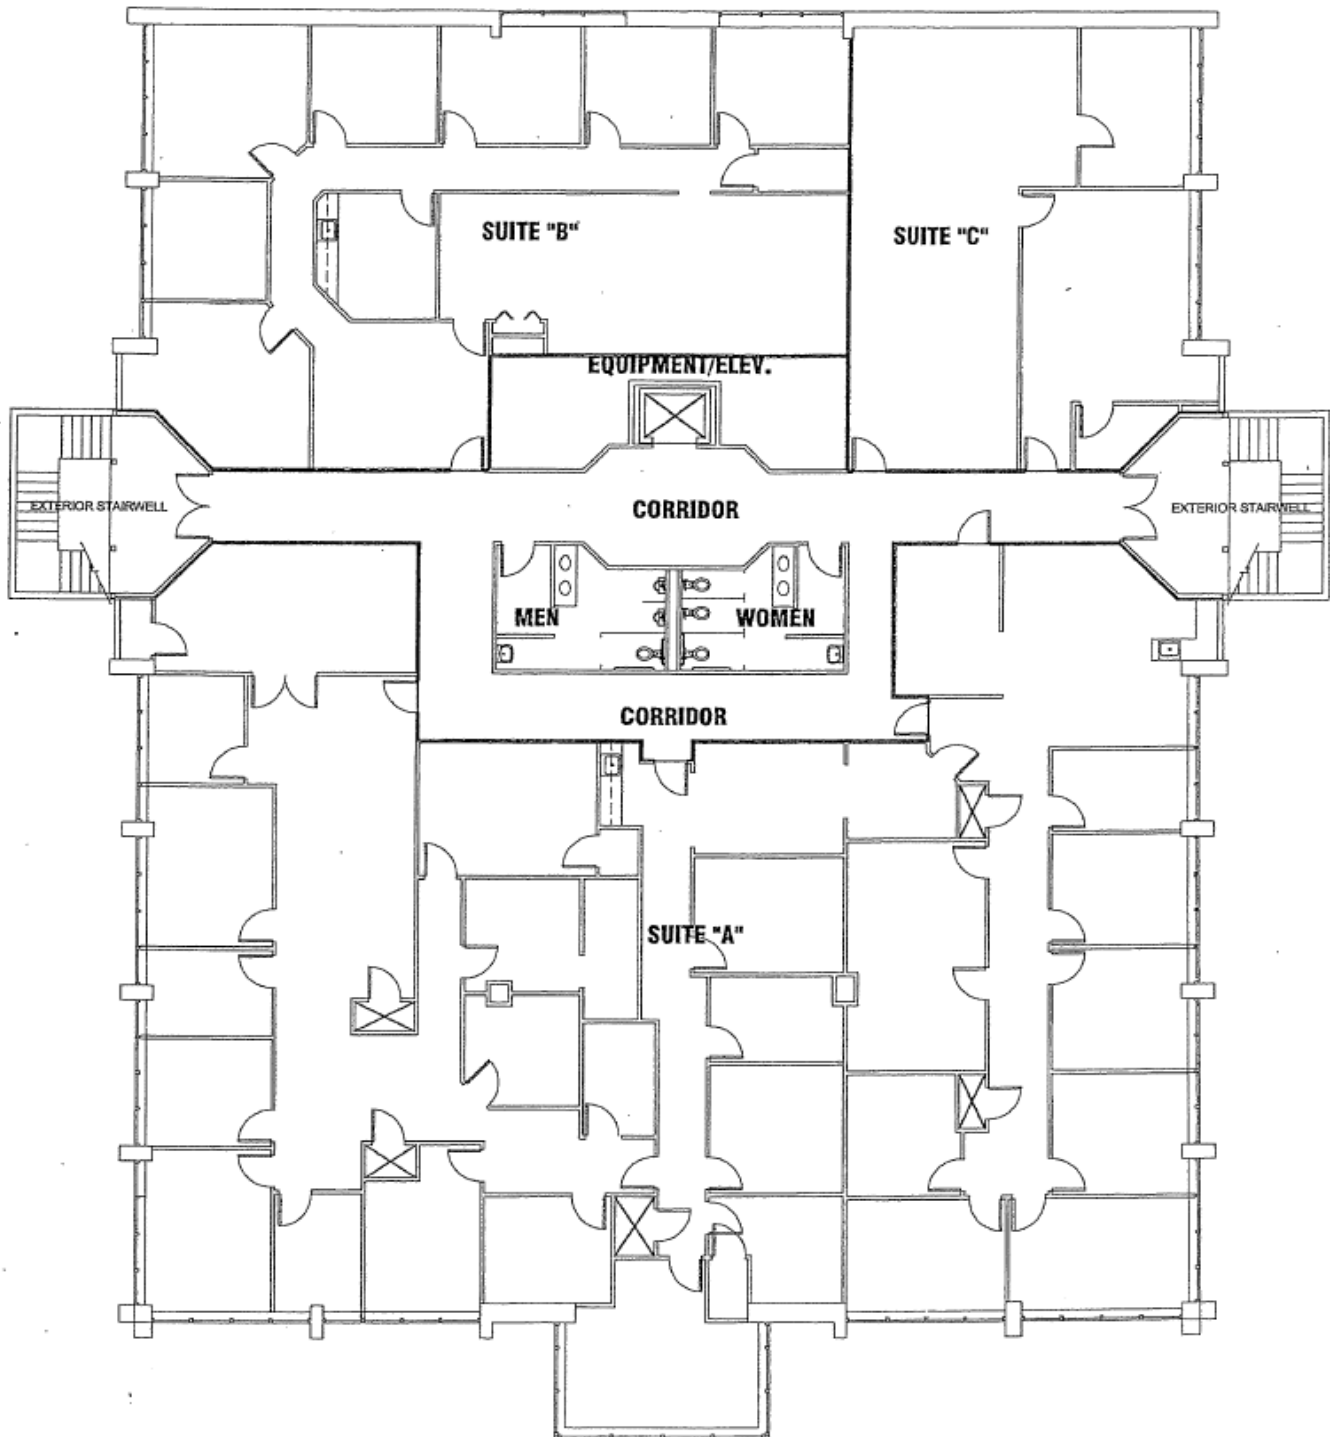 SUITE "B"
SUITE "C"
EQUIPMENT/ELEV.
EXTERIOR STAIRWELL
CORRIDOR
EXTERIOR STAIRWELL
MEN
WOMEN
CORRIDOR
SUITE "A"